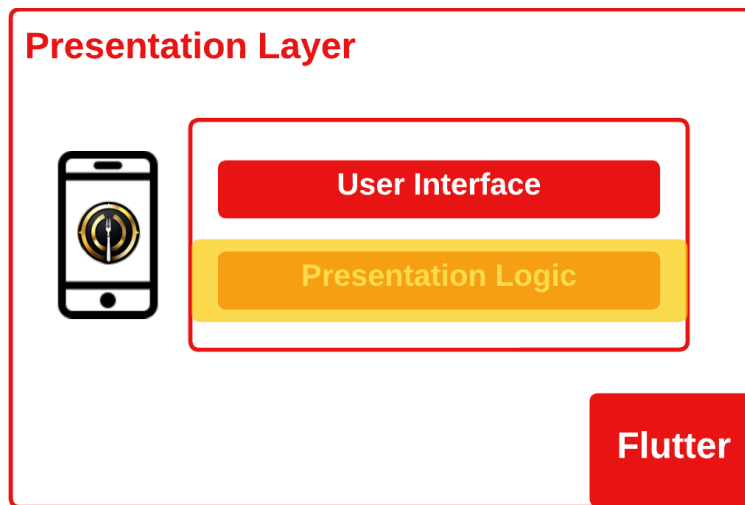 Presentation Layer
User Interface
Presentation Logic
Flutter